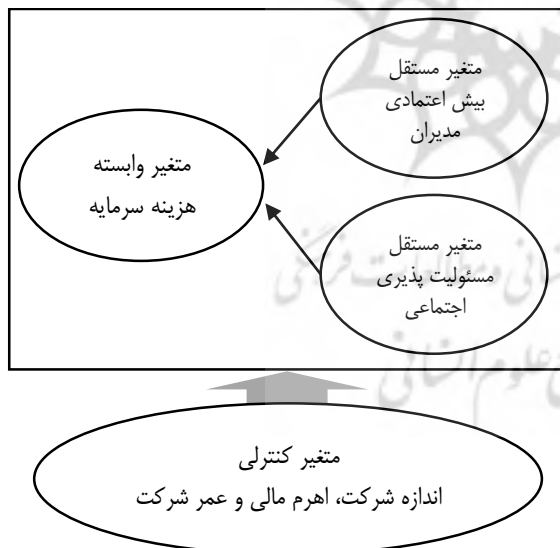 متغیر مستقل
بیش اعتمادی
مدیران
متغیر وابسته
هزینه سرمایه
متغیر مستقل
مسئولیت پذیری
اجتماعی
متغیر کنترلی
اندازه شرکت، اهرم مالی و عمر شرکت